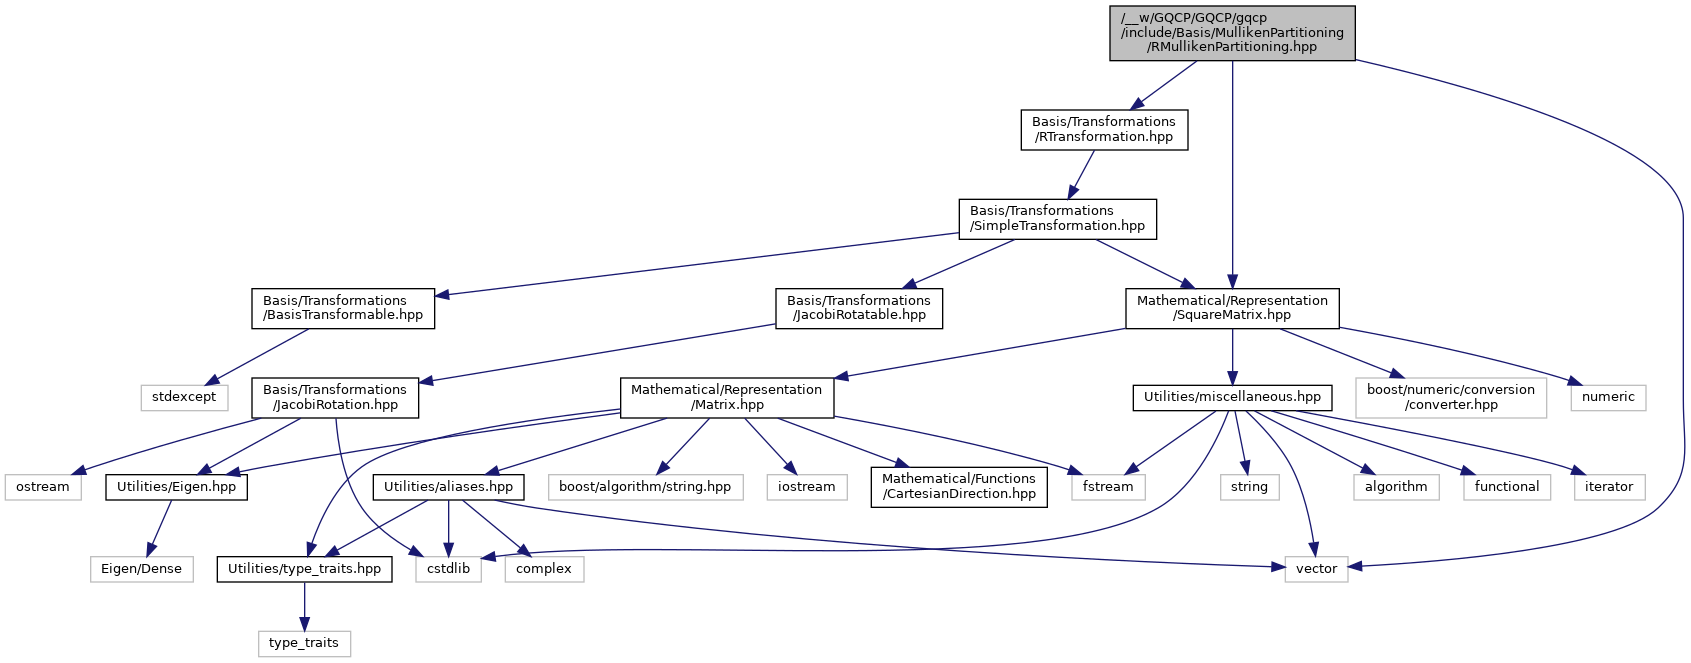 /__w/GQCP/GQCP/gqcp
/include/Basis/MullikenPartitioning
/RMullikenPartitioning.hpp
Basis/Transformations
/RTransformation.hpp
Basis/Transformations
/SimpleTransformation.hpp
Basis/Transformations
/BasisTransformable.hpp
Basis/Transformations
/JacobiRotatable.hpp
Mathematical/Representation
/SquareMatrix.hpp
stdexcept
Basis/Transformations
/JacobiRotation.hpp
Mathematical/Representation
/Matrix.hpp
Utilities/miscellaneous.hpp
boost/numeric/conversion
/converter.hpp
numeric
ostream
Utilities/Eigen.hpp
Utilities/aliases.hpp
boost/algorithm/string.hpp
iostream
Mathematical/Functions
/CartesianDirection.hpp
fstream
string
algorithm
functional
iterator
Eigen/Dense
Utilities/type_traits.hpp
cstdlib
complex
vector
type_traits